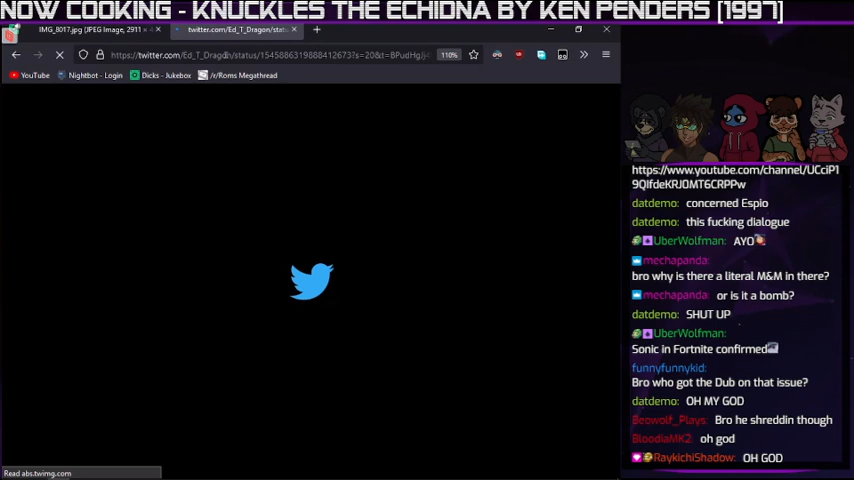 NOW COOKING - KNUCKLES THE ECHIDNA BY KEN PENDERS [1997]
IMG_8017.jpg (JPEG Image, 2911 ×
twitter.com/Ed_T_Dragon/status/
https://twitter.com/Ed_T_Dragon/status/1545886319888412673?s=20&t=BPudHg/j
110%
YouTube
Nightbot - Login
Dicks - Jukebox
/r/Roms Megathread
https://www.youtube.com/channel/UCciP1
9QIfdeKRJ0MT6CRPPw
datdemo: concerned Espio
datdemo: this fucking dialogue
UberWolfman: AYO
mechapanda:
bro why is there a literal M&M in there?
mechapanda: or is it a bomb?
datdemo: SHUT UP
UberWolfman:
Sonic in Fortnite confirmed
funnyfunnykid:
Bro who got the Dub on that issue?
datdemo: OH MY GOD
Beowolf_Plays: Bro he shreddin though
BloodiaMK2: oh god
RaykichiShadow: OH GOD
Read abs.twimg.com